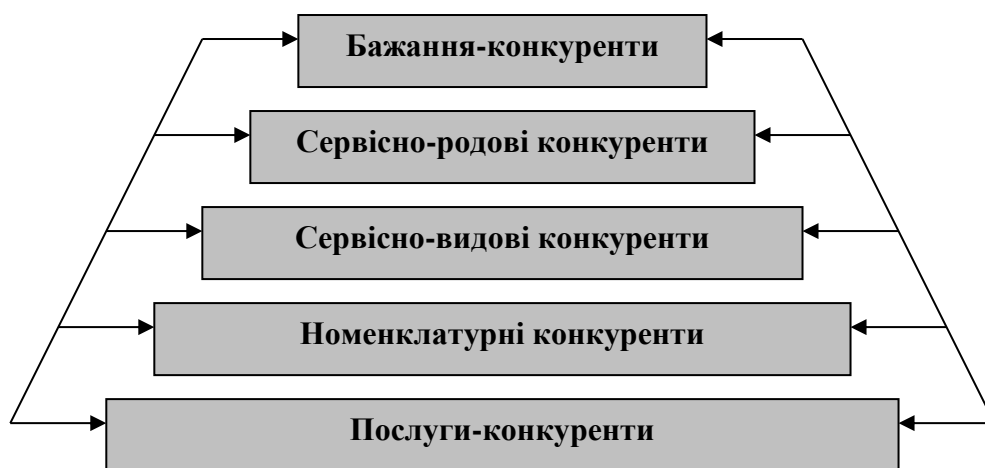 Бажання-конкуренти
Сервісно-родові конкуренти
Сервісно-видові конкуренти
Номенклатурні конкуренти
Послуги-конкуренти